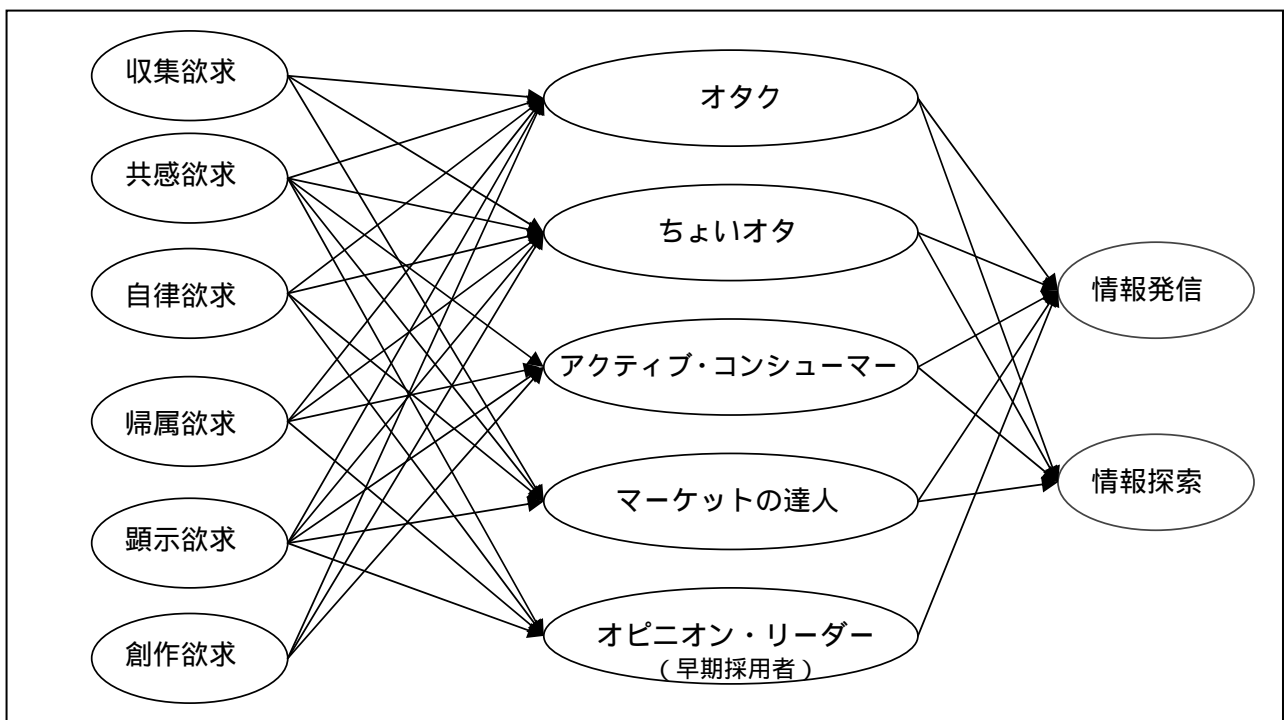 収集欲求
共感欲求
自律欲求
帰属欲求
顕示欲求
創作欲求
オタク
ちょいオタ
アクティブ・コンシューマー
マーケットの達人
オピニオン・リーダー
(早期採用者)
情報発信
情報探索